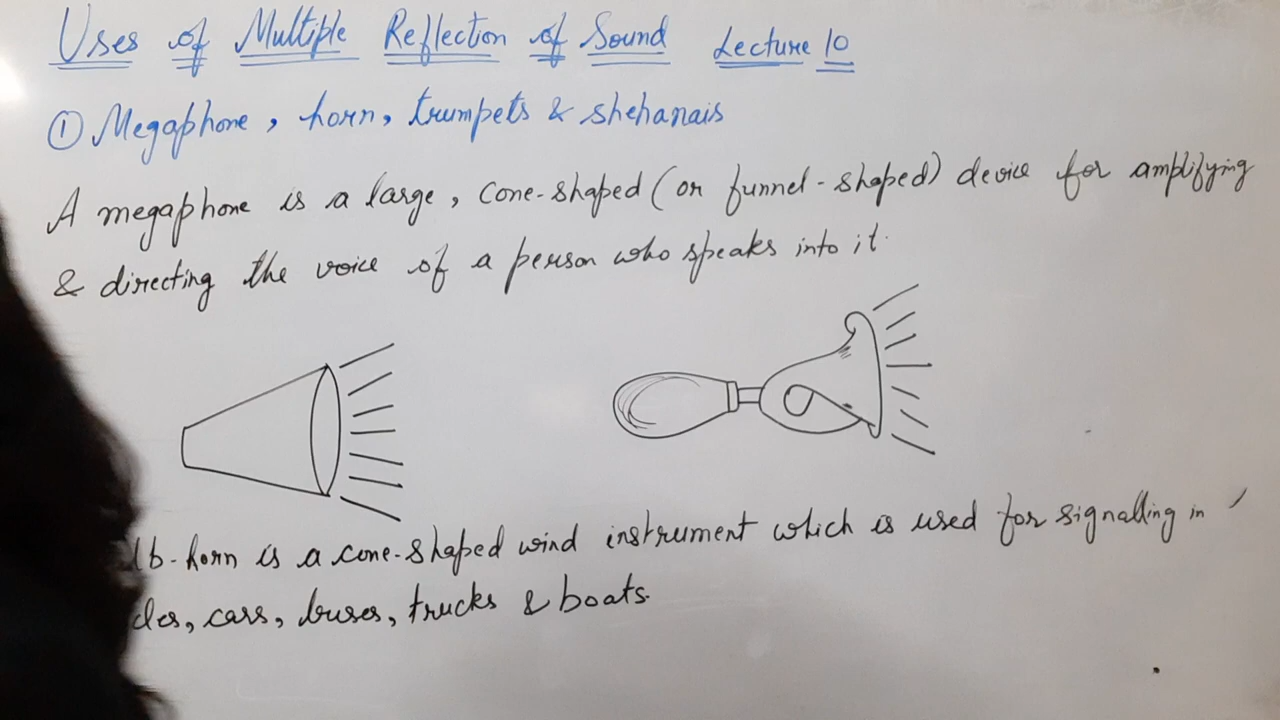 Uses of Multiple Reflection of Sound Lecture 10
① Megaphone, horn, trumpets & shehanais
A megaphone is a large, cone-shaped (or funnel-shaped) device for amplifying
& directing the voice of a person who speaks into it.
lb-horn is a cone-shaped wind instrument which is used for signalling in
cles, cars, buses, trucks & boats.